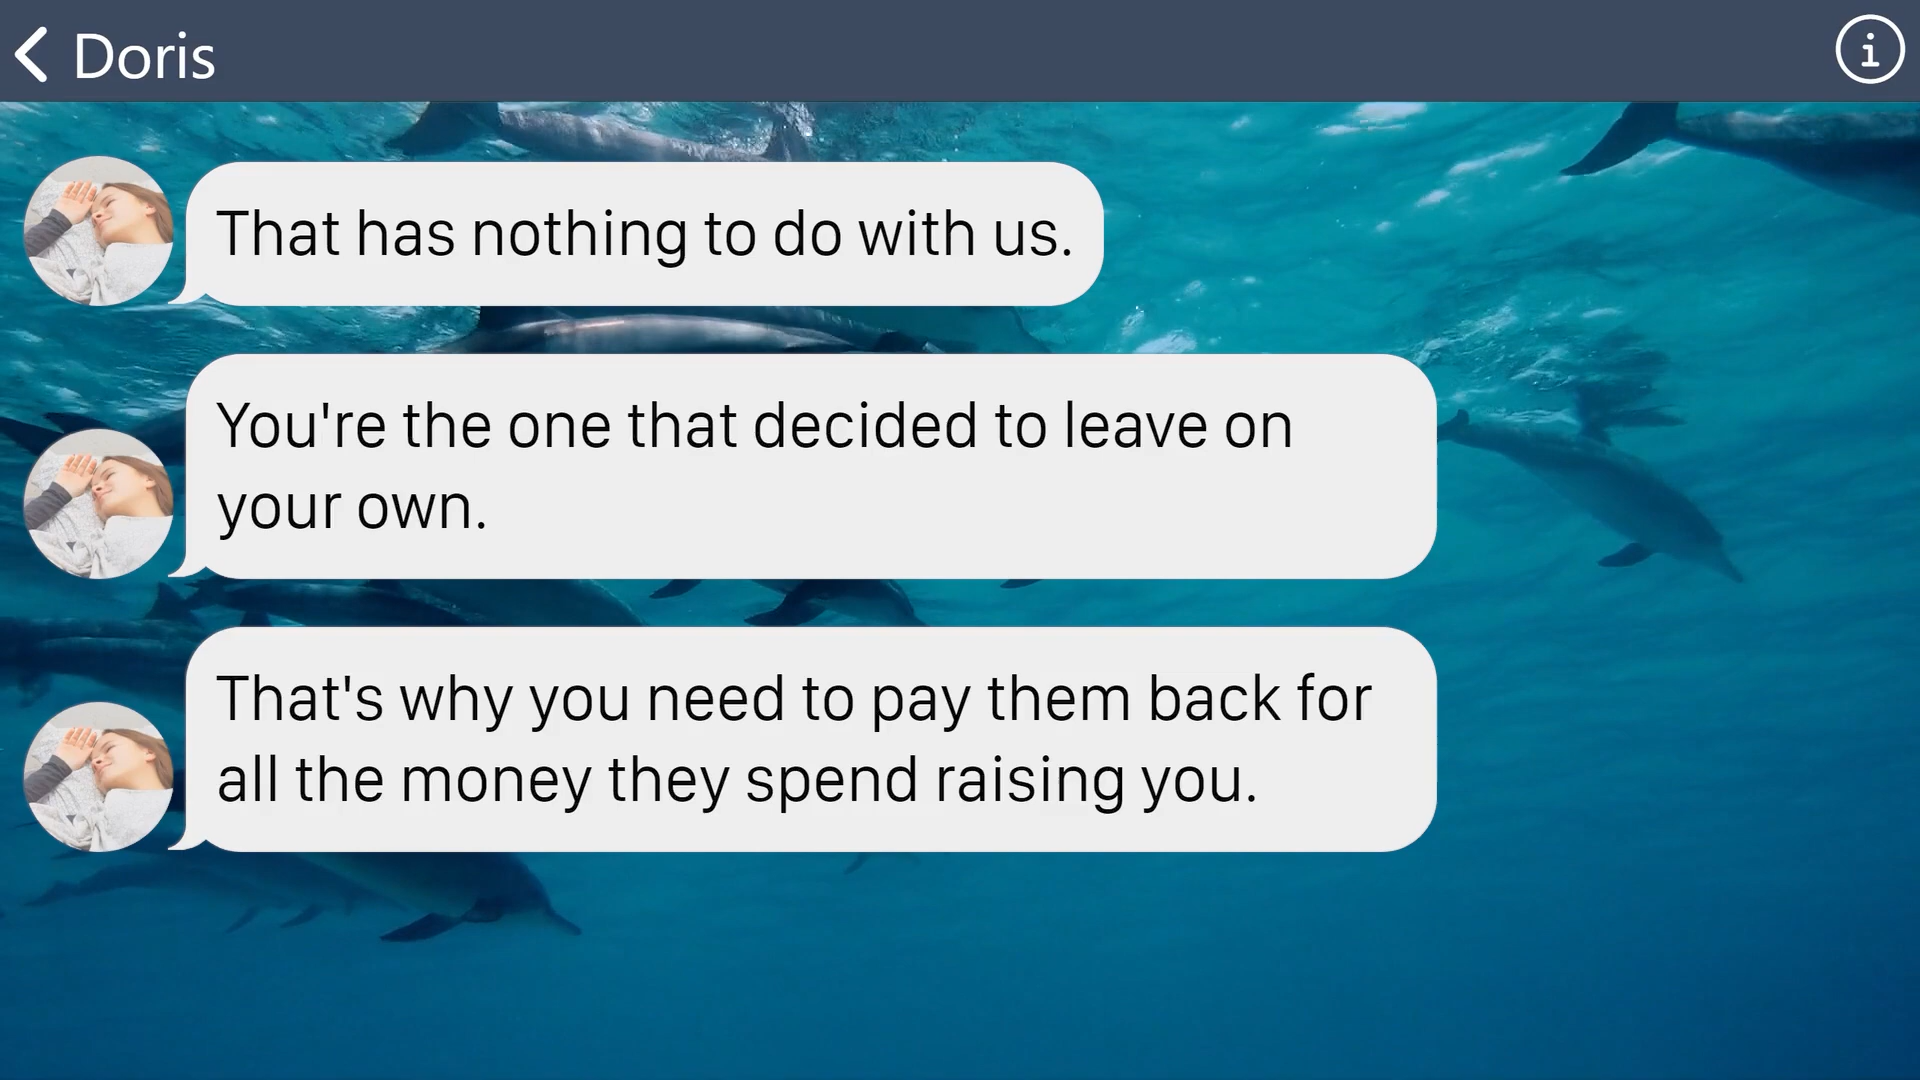 Doris
That has nothing to do with us.
You're the one that decided to leave on
your own.
That's why you need to pay them back for
all the money they spend raising you.